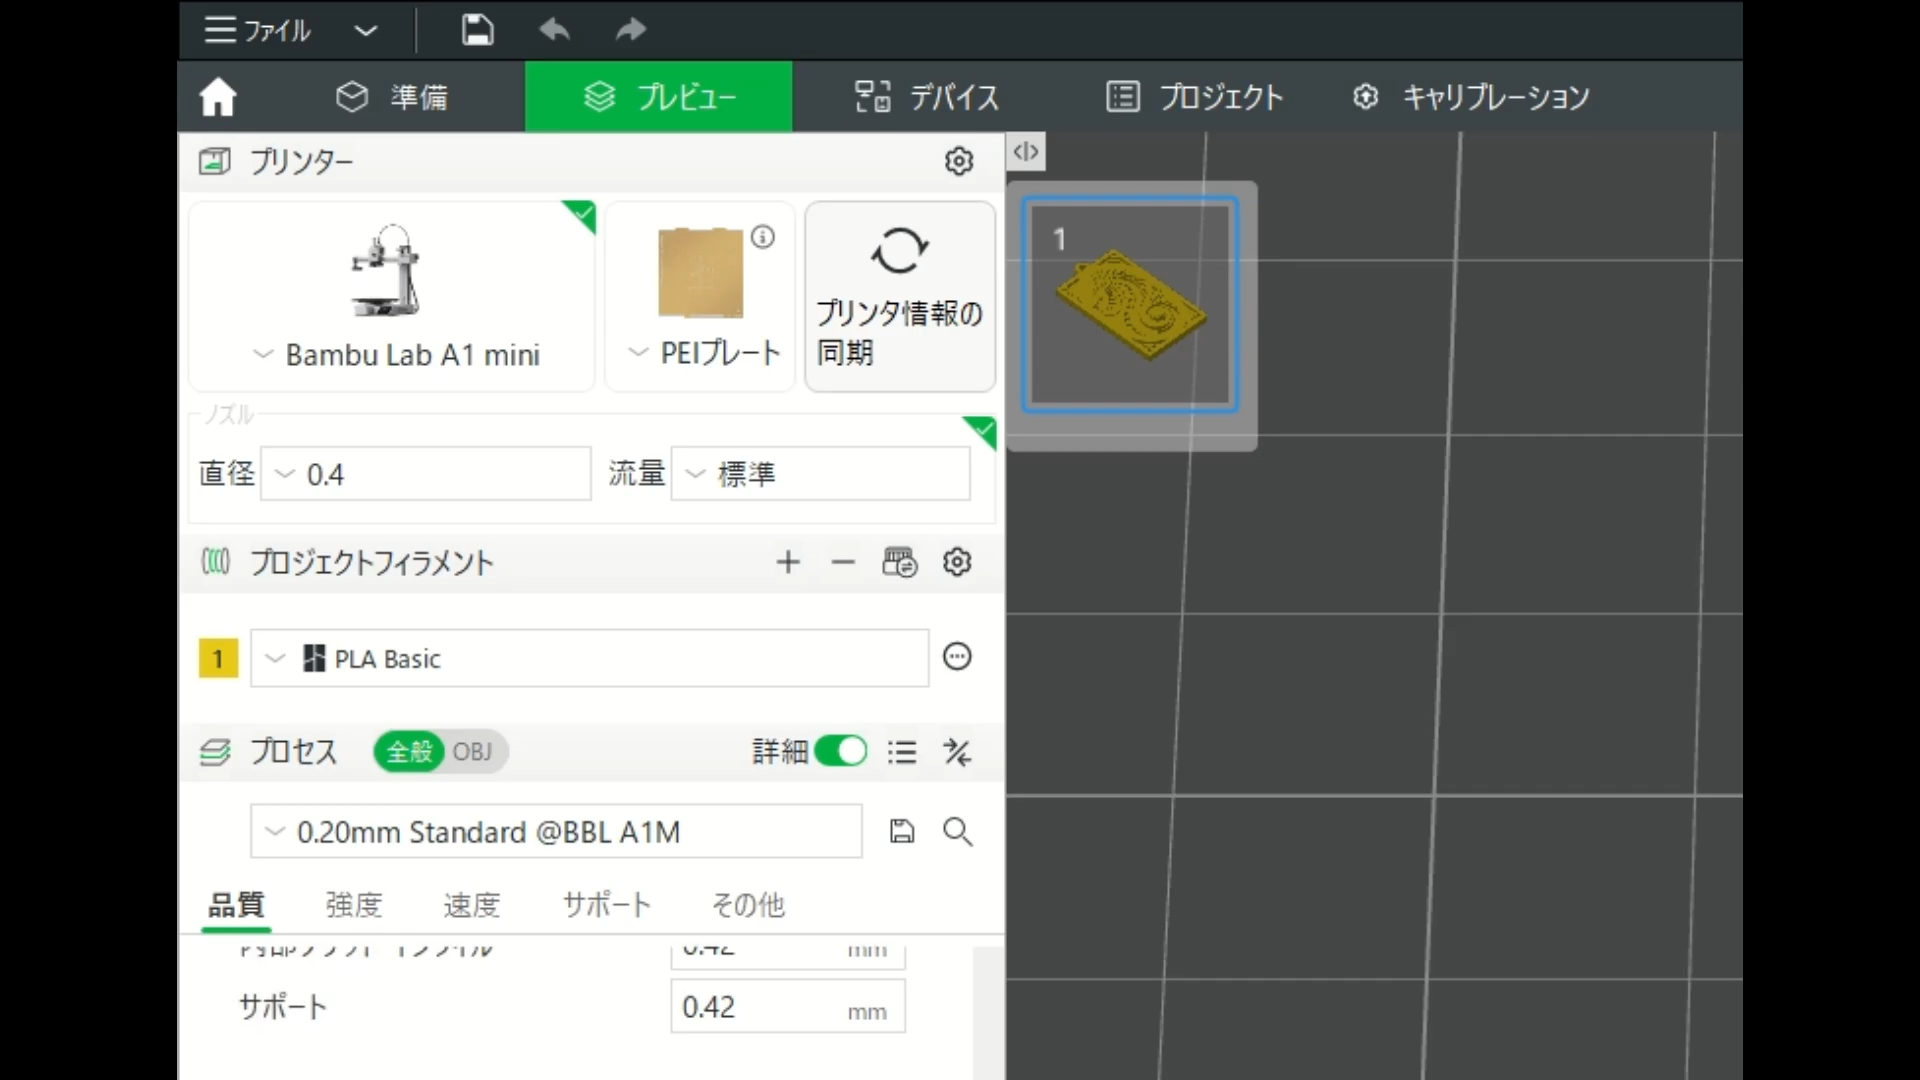 ファイル
準備 プレビュー デバイス プロジェクト キャリブレーション
プリンター
Bambu Lab A1 mini
PEIプレート
プリンタ情報の
同期
ノズル
直径 0.4 流量 標準
プロジェクトフィラメント
1 PLA Basic
プロセス 全般 OBJ 詳細
0.20mm Standard @BBL A1M
品質 強度 速度 サポート その他
0.42 mm
サポート 0.42 mm
1